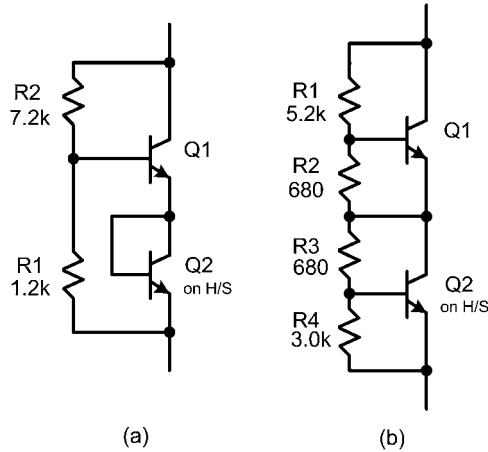 R2
7.2k
Q1
R1
1.2k
Q2
on H/S
(a)
R1
5.2k
Q1
R2
680
R3
680
Q2
on H/S
R4
3.0k
(b)